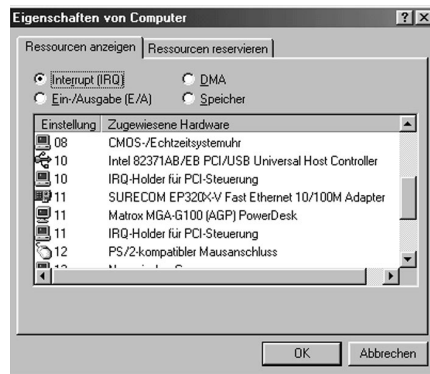 Eigenschaften von Computer
Ressourcen anzeigen Ressourcen reservieren
Interrupt (IRQ) DMA
Ein-/Ausgabe (E/A) Speicher
Einstellung Zugewiesene Hardware
08 CMOS-/Echtzeitsystemuhr
10 Intel 82371AB/EB PCI/USB Universal Host Controller
10 IRQ-Holder für PCI-Steuerung
11 SURECOM EP320X-V Fast Ethernet 10/100M Adapter
11 Matrox MGA-G100 (AGP) PowerDesk
11 IRQ-Holder für PCI-Steuerung
12 PS/2-kompatibler Mausanschluss
OK Abbrechen